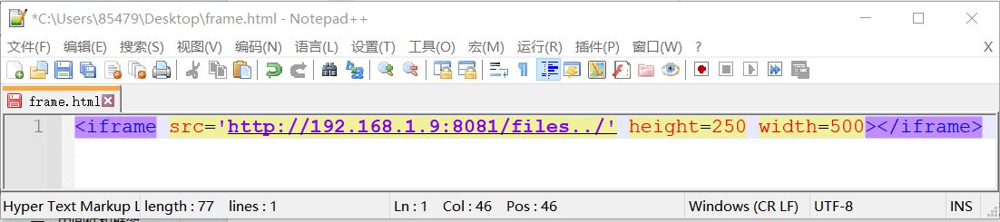 *C:\Users\85479\Desktop\frame.html - Notepad++
文件(F) 编辑(E) 搜索(S) 视图(V) 编码(N) 语言(L) 设置(T) 工具(O) 宏(M) 运行(R) 插件(P) 窗口(W) ? X
frame.html
1 <iframe src='http://192.168.1.9:8081/files../' height=250 width=500></iframe>
Hyper Text Markup L length : 77 lines : 1 Ln : 1 Col : 46 Pos : 46 Windows (CR LF) UTF-8 INS